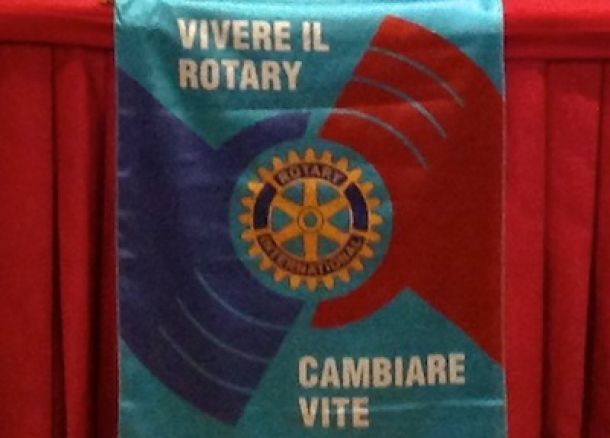 VIVERE IL
ROTARY
ROTARY
INTERNATIONAL
CAMBIARE
VITE